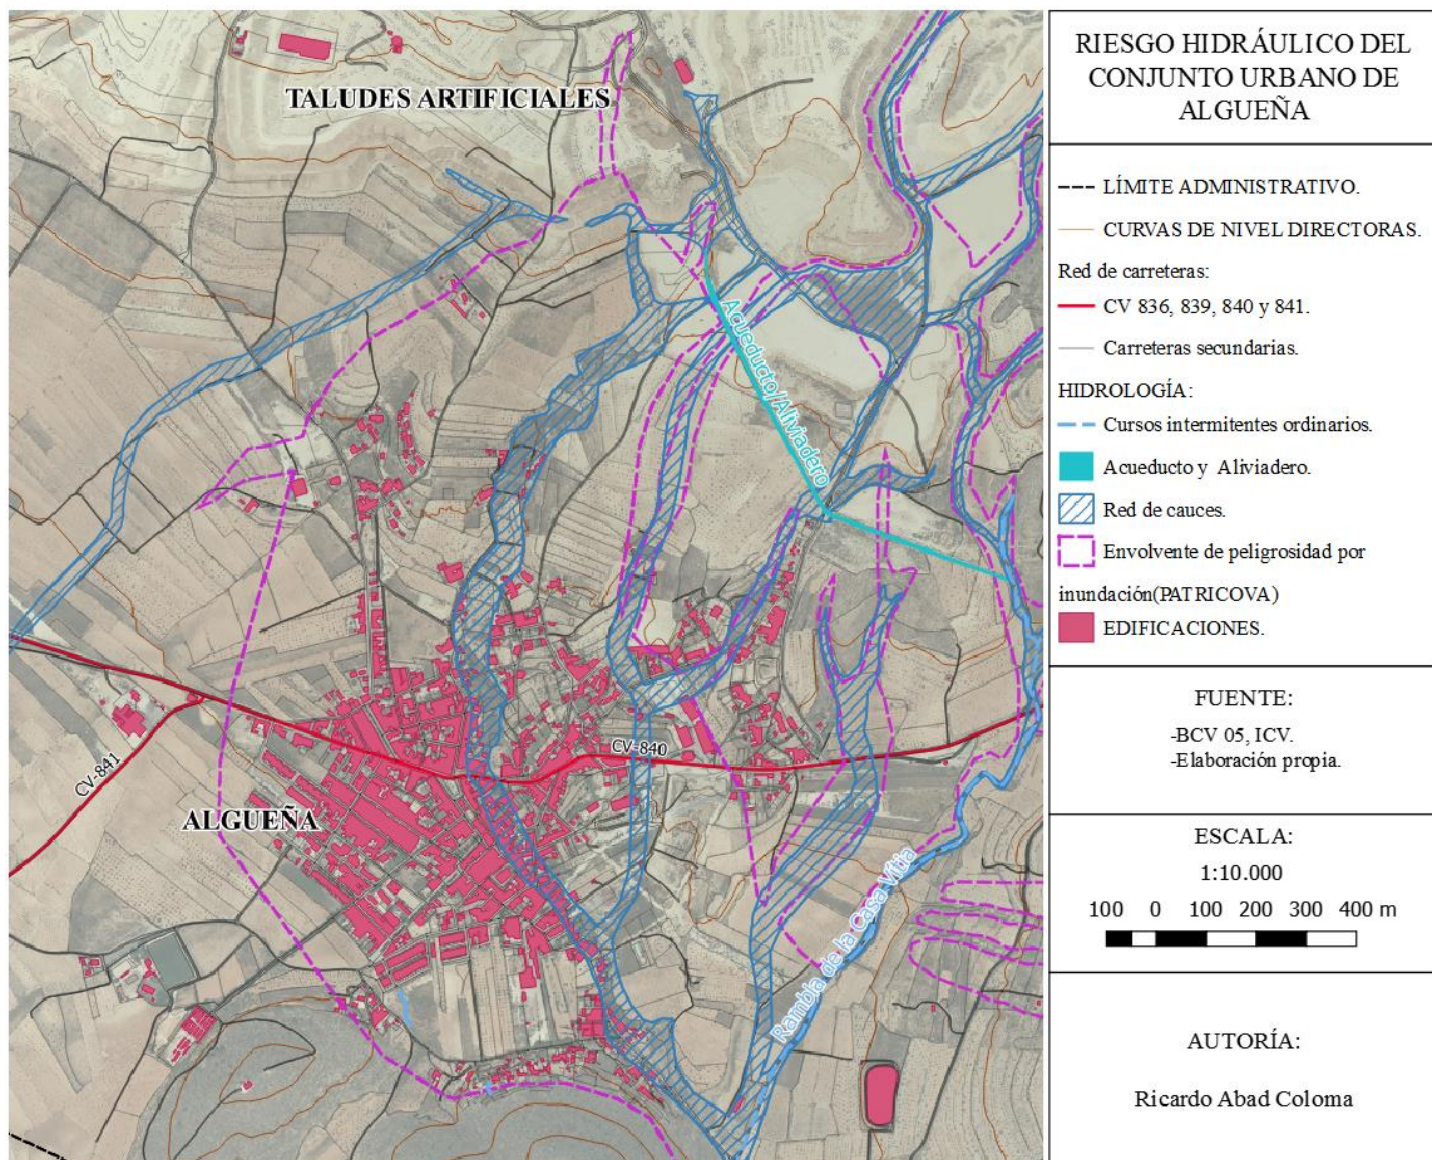 TALUDES ARTIFICIALES
Acueducto/Aliviadero
CV-841
CV-840
ALGUEÑA
Rambla de la Casa Vitia
RIESGO HIDRÁULICO DEL
CONJUNTO URBANO DE
ALGUEÑA
LÍMITE ADMINISTRATIVO.
CURVAS DE NIVEL DIRECTORAS.
Red de carreteras:
CV 836, 839, 840 y 841.
Carreteras secundarias.
HIDROLOGÍA:
Cursos intermitentes ordinarios.
Acueducto y Aliviadero.
Red de cauces.
Envolvente de peligrosidad por
inundación(PATRICOVA)
EDIFICACIONES.
FUENTE:
-BCV 05, ICV.
-Elaboración propia.
ESCALA:
1:10.000
100 0 100 200 300 400 m
AUTORÍA:
Ricardo Abad Coloma